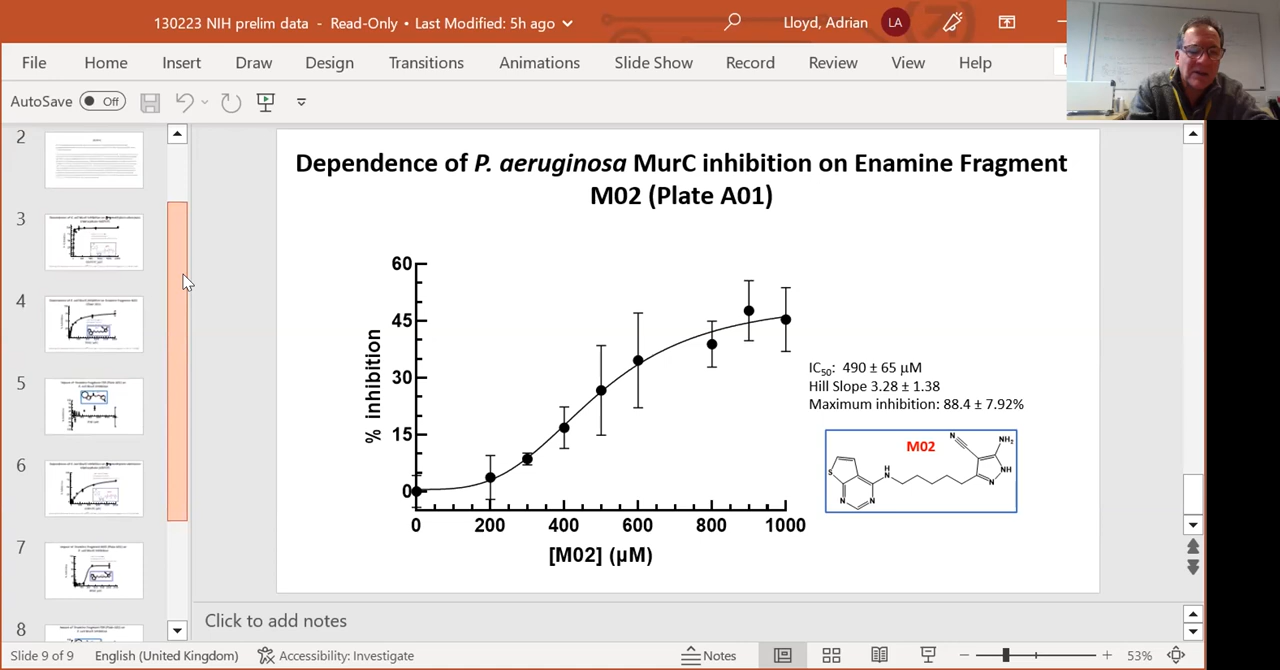 130223 NIH prelim data - Read-Only • Last Modified: 5h ago
Lloyd, Adrian LA
File Home Insert Draw Design Transitions Animations Slide Show Record Review View Help
AutoSave Off
2
3
4
5
6
7
8
Dependence of P. aeruginosa MurC inhibition on Enamine Fragment
M02 (Plate A01)
% inhibition
60
45
30
15
0
0 200 400 600 800 1000
[M02] (µM)
IC50: 490 ± 65 µM
Hill Slope 3.28 ± 1.38
Maximum inhibition: 88.4 ± 7.92%
M02
N
NH2
NH
N
H
N
S
N
N
Click to add notes
Slide 9 of 9 English (United Kingdom) Accessibility: Investigate Notes 53%